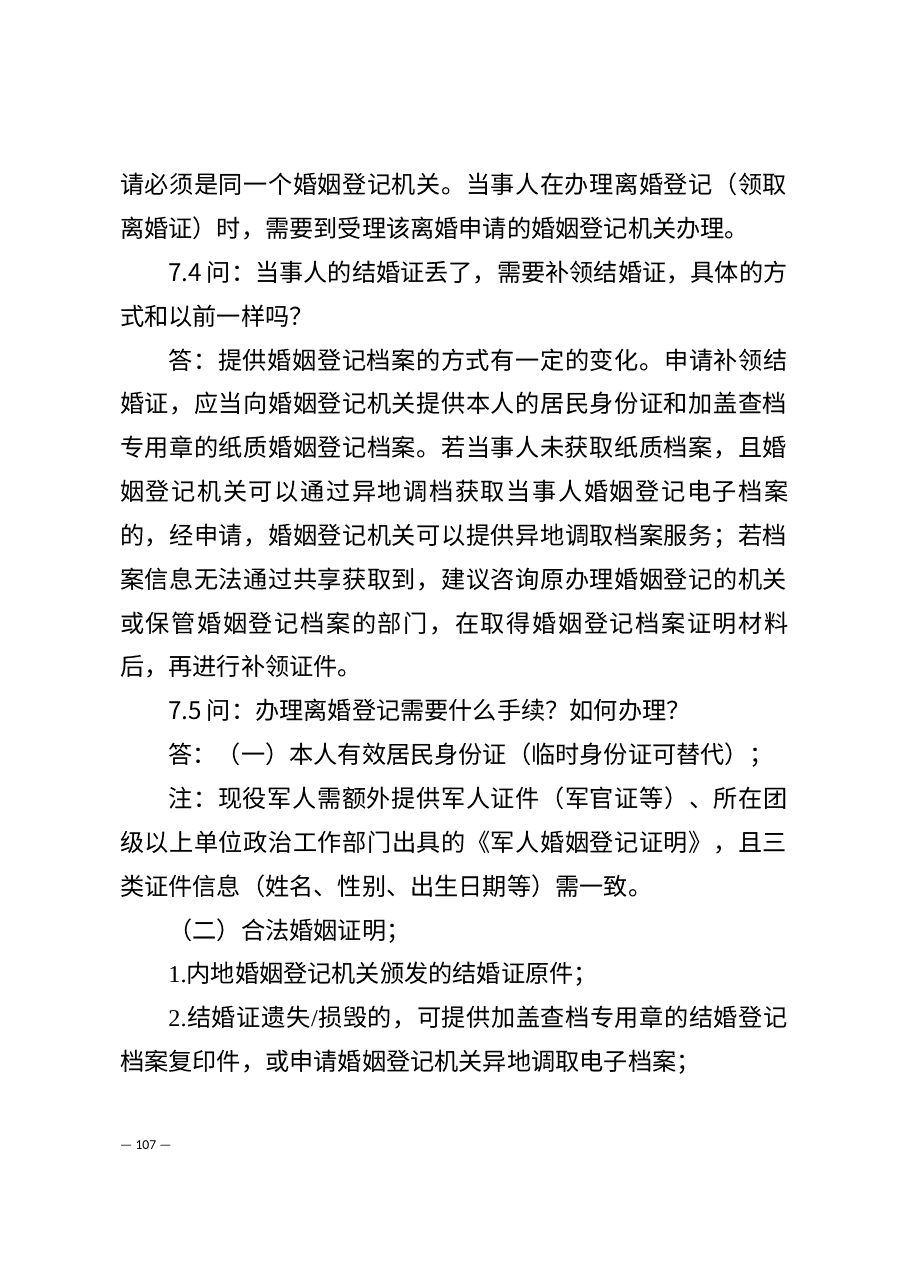 请必须是同一个婚姻登记机关。当事人在办理离婚登记（领取
离婚证）时，需要到受理该离婚申请的婚姻登记机关办理。
7.4 问：当事人的结婚证丢了，需要补领结婚证，具体的方
式和以前一样吗？
答：提供婚姻登记档案的方式有一定的变化。申请补领结
婚证，应当向婚姻登记机关提供本人的居民身份证和加盖查档
专用章的纸质婚姻登记档案。若当事人未获取纸质档案，且婚
姻登记机关可以通过异地调档获取当事人婚姻登记电子档案
的，经申请，婚姻登记机关可以提供异地调取档案服务；若档
案信息无法通过共享获取到，建议咨询原办理婚姻登记的机关
或保管婚姻登记档案的部门，在取得婚姻登记档案证明材料
后，再进行补领证件。
7.5 问：办理离婚登记需要什么手续？如何办理？
答：（一）本人有效居民身份证（临时身份证可替代）；
注：现役军人需额外提供军人证件（军官证等）、所在团
级以上单位政治工作部门出具的《军人婚姻登记证明》，且三
类证件信息（姓名、性别、出生日期等）需一致。
（二）合法婚姻证明；
1.内地婚姻登记机关颁发的结婚证原件；
2.结婚证遗失/损毁的，可提供加盖查档专用章的结婚登记
档案复印件，或申请婚姻登记机关异地调取电子档案；
— 107 —